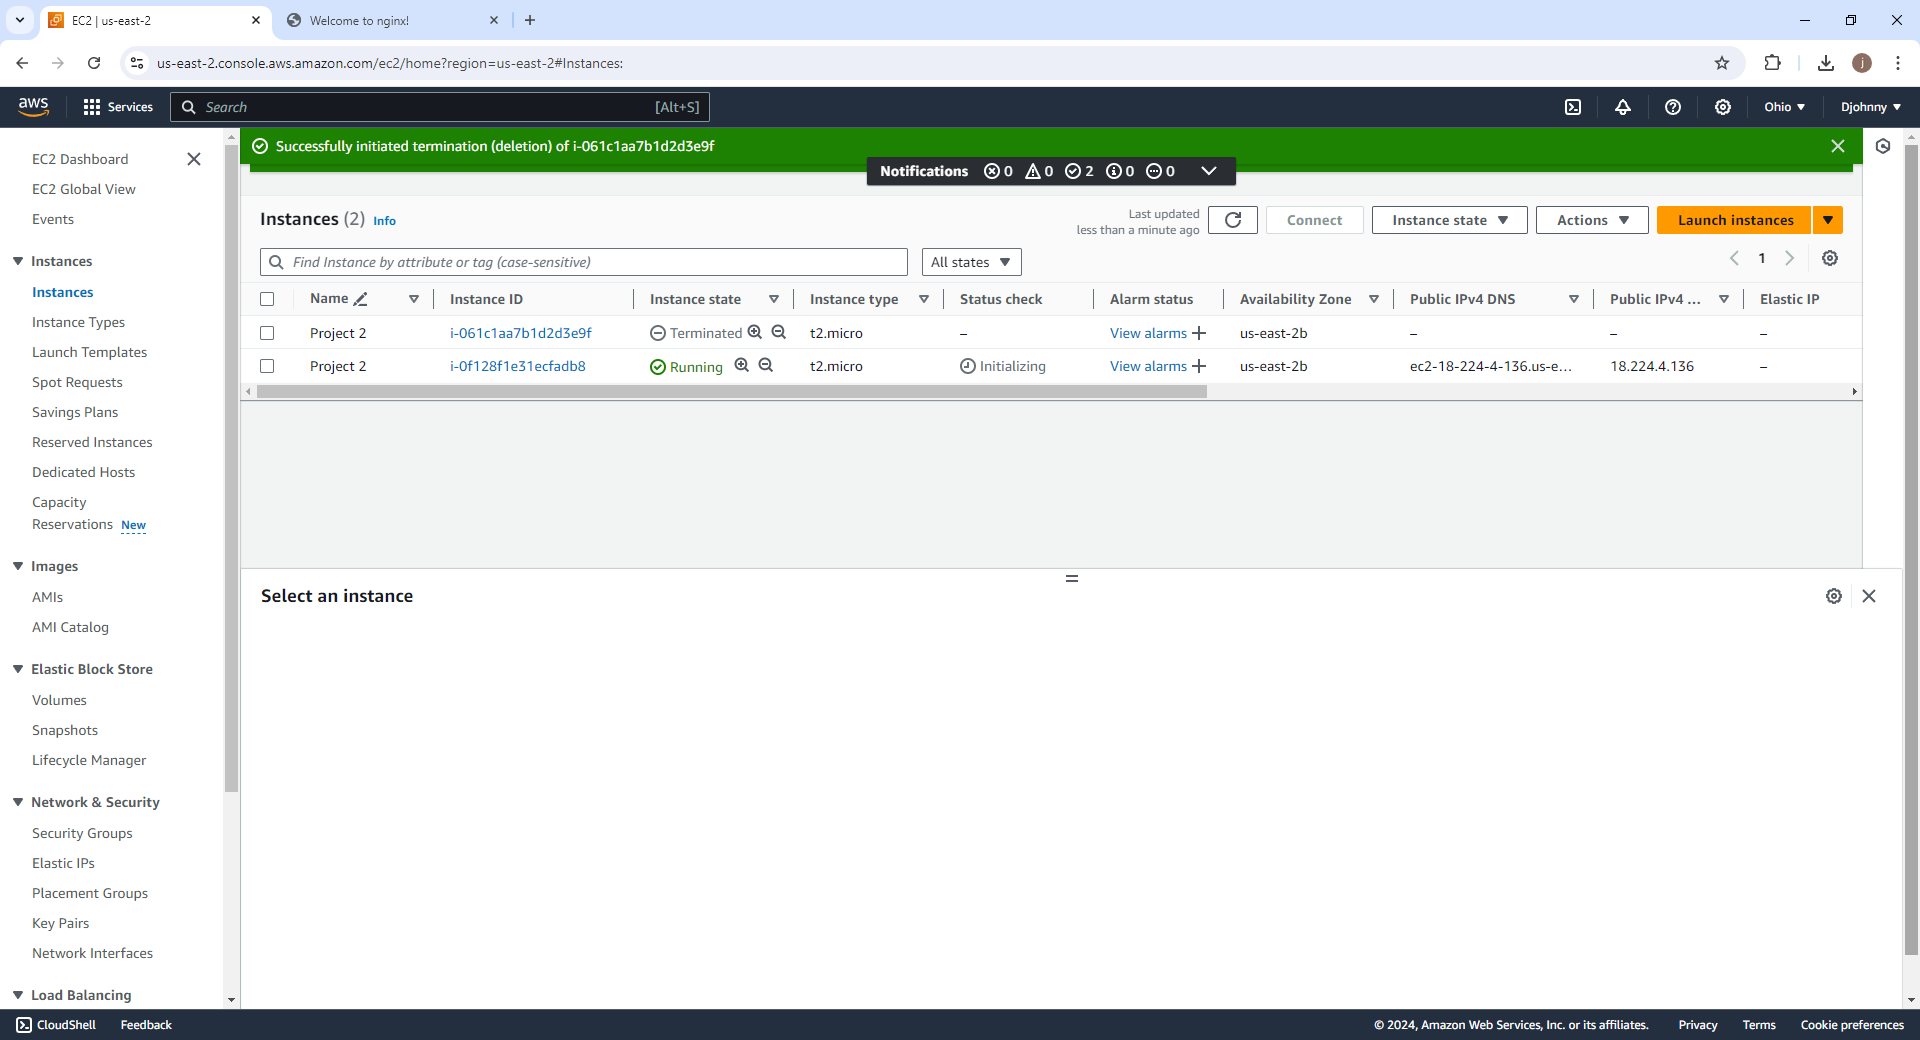 EC2 | us-east-2
Welcome to nginx!
us-east-2.console.aws.amazon.com/ec2/home?region=us-east-2#Instances:
j
aws
Services
Search
[Alt+S]
Ohio
Djohnny
EC2 Dashboard
EC2 Global View
Events
Instances
Instances
Instance Types
Launch Templates
Spot Requests
Savings Plans
Reserved Instances
Dedicated Hosts
Capacity
Reservations New
Images
AMIs
AMI Catalog
Elastic Block Store
Volumes
Snapshots
Lifecycle Manager
Network & Security
Security Groups
Elastic IPs
Placement Groups
Key Pairs
Network Interfaces
Load Balancing
Successfully initiated termination (deletion) of i-061c1aa7b1d2d3e9f
Notifications 0 0 2 0 0
Instances (2) Info
Last updated
less than a minute ago
Connect
Instance state
Actions
Launch instances
Find Instance by attribute or tag (case-sensitive)
All states
1
Name Instance ID Instance state Instance type Status check Alarm status Availability Zone Public IPv4 DNS Public IPv4 ... Elastic IP
Project 2 i-061c1aa7b1d2d3e9f Terminated t2.micro – View alarms us-east-2b – – –
Project 2 i-0f128f1e31ecfadb8 Running t2.micro Initializing View alarms us-east-2b ec2-18-224-4-136.us-e... 18.224.4.136 –
Select an instance
CloudShell
Feedback
© 2024, Amazon Web Services, Inc. or its affiliates.
Privacy
Terms
Cookie preferences